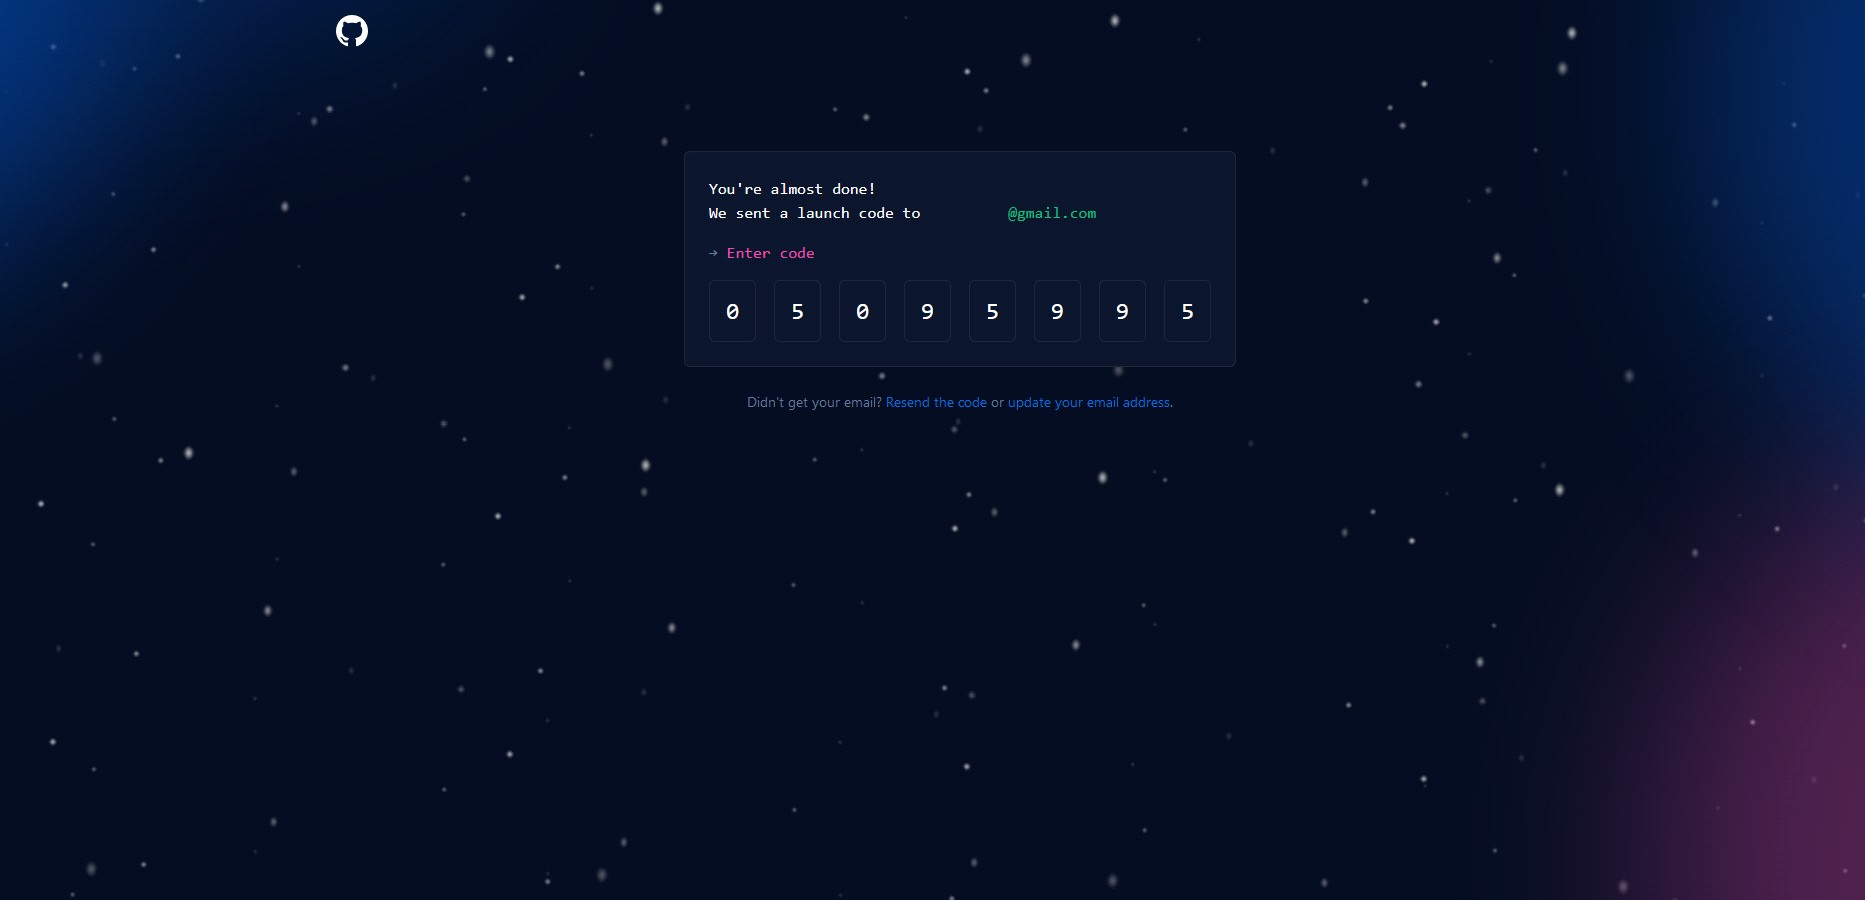 You're almost done!
We sent a launch code to @gmail.com
→ Enter code
0 5 0 9 5 9 9 5
Didn't get your email? Resend the code or update your email address.